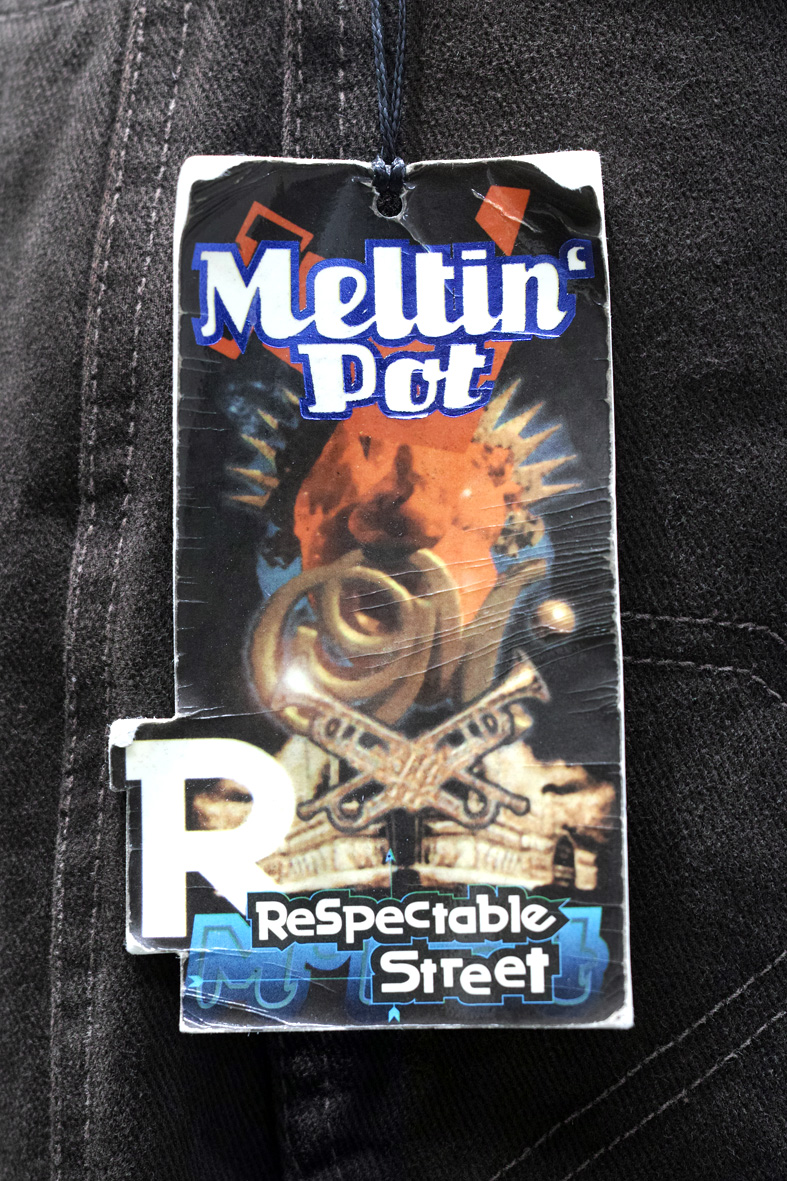 Meltin‘
Pot
R
Respectable
Street